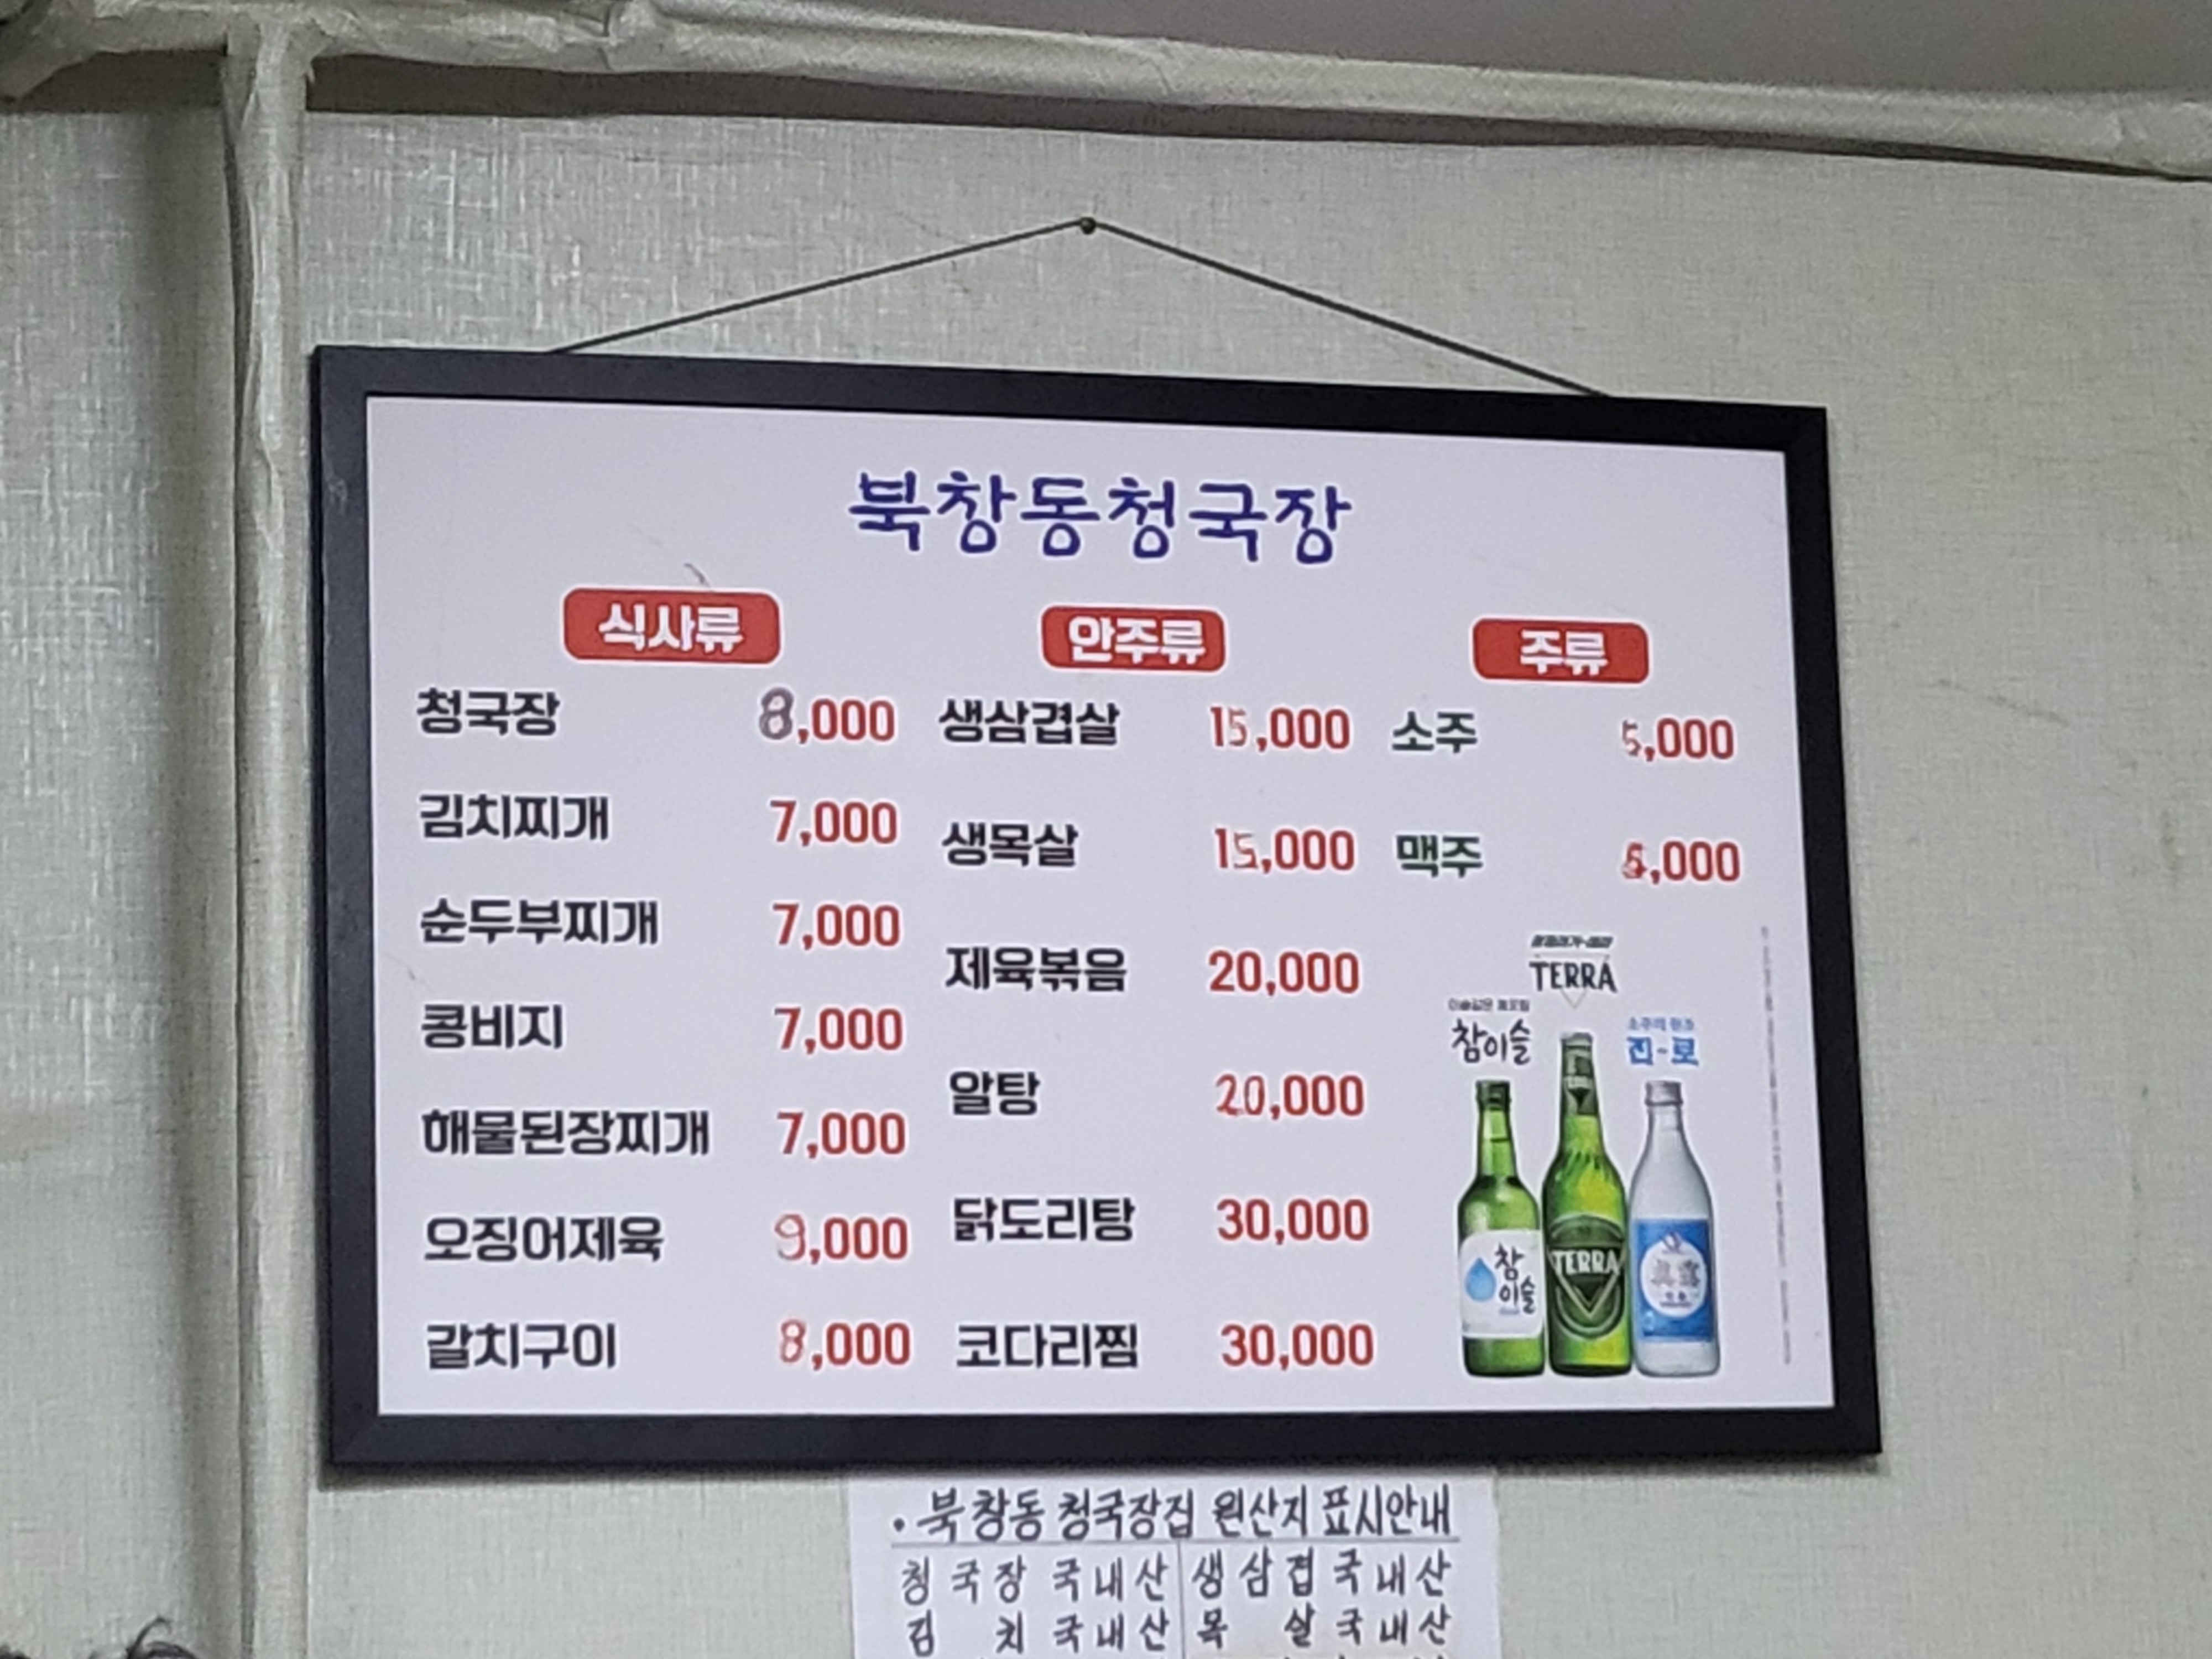 북창동청국장
식사류
청국장 8,000
김치찌개 7,000
순두부찌개 7,000
콩비지 7,000
해물된장찌개 7,000
오징어제육 9,000
갈치구이 8,000
안주류
생삼겹살 15,000
생목살 15,000
제육볶음 20,000
알탕 20,000
닭도리탕 30,000
코다리찜 30,000
주류
소주 5,000
맥주 5,000
TERRA
참이슬
소주의 원조
진-로
참이슬
TERRA
• 북창동 청국장집 원산지 표시안내
청국장 국내산 생삼겹국내산
김치 국내산 목살국내산